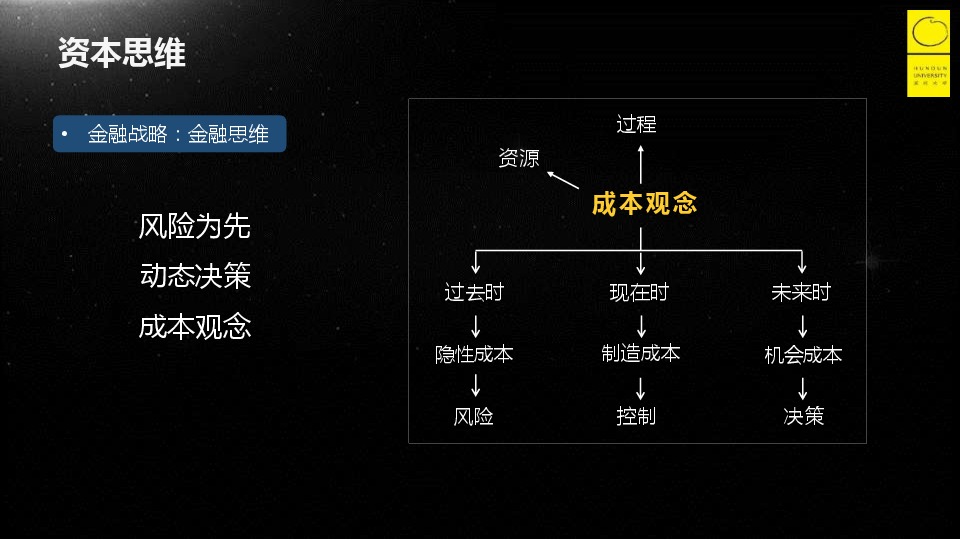 资本思维
HUNDUN
UNIVERSITY
混沌大学
• 金融战略：金融思维
风险为先
动态决策
成本观念
过程
资源
成本观念
过去时 现在时 未来时
隐性成本 制造成本 机会成本
风险 控制 决策